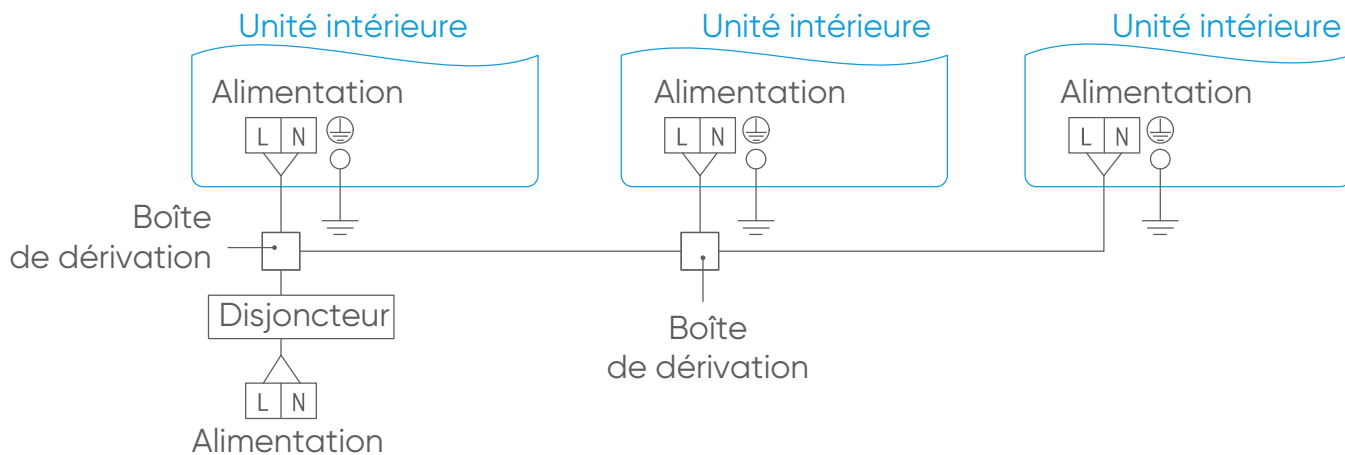 Unité intérieure
Unité intérieure
Unité intérieure
Alimentation
Alimentation
Alimentation
L N
L N
L N
Boîte
de dérivation
Disjoncteur
Boîte
de dérivation
L N
Alimentation